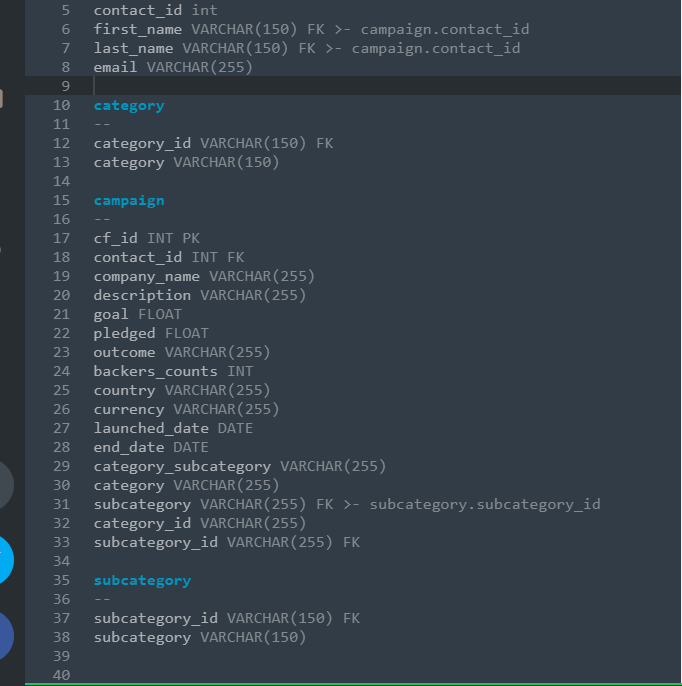 5 contact_id int
6 first_name VARCHAR(150) FK >- campaign.contact_id
7 last_name VARCHAR(150) FK >- campaign.contact_id
8 email VARCHAR(255)
9
10 category
11 --
12 category_id VARCHAR(150) FK
13 category VARCHAR(150)
14
15 campaign
16 --
17 cf_id INT PK
18 contact_id INT FK
19 company_name VARCHAR(255)
20 description VARCHAR(255)
21 goal FLOAT
22 pledged FLOAT
23 outcome VARCHAR(255)
24 backers_counts INT
25 country VARCHAR(255)
26 currency VARCHAR(255)
27 launched_date DATE
28 end_date DATE
29 category_subcategory VARCHAR(255)
30 category VARCHAR(255)
31 subcategory VARCHAR(255) FK >- subcategory.subcategory_id
32 category_id VARCHAR(255)
33 subcategory_id VARCHAR(255) FK
34
35 subcategory
36 --
37 subcategory_id VARCHAR(150) FK
38 subcategory VARCHAR(150)
39
40